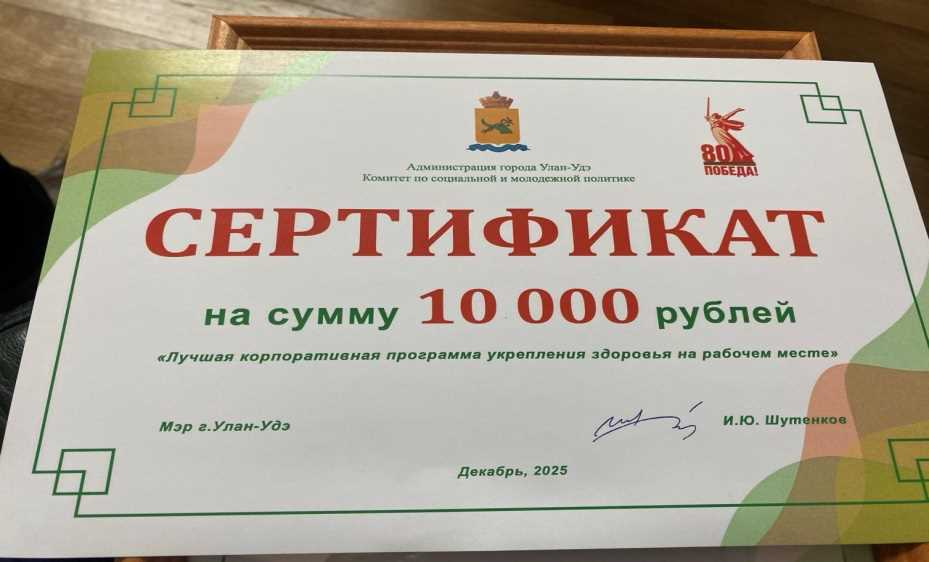 Администрация города Улан-Удэ
Комитет по социальной и молодежной политике
80
ПОБЕДА!
СЕРТИФИКАТ
на сумму 10 000 рублей
«Лучшая корпоративная программа укрепления здоровья на рабочем месте»
Мэр г.Улан-Удэ
И.Ю. Шутенков
Декабрь, 2025